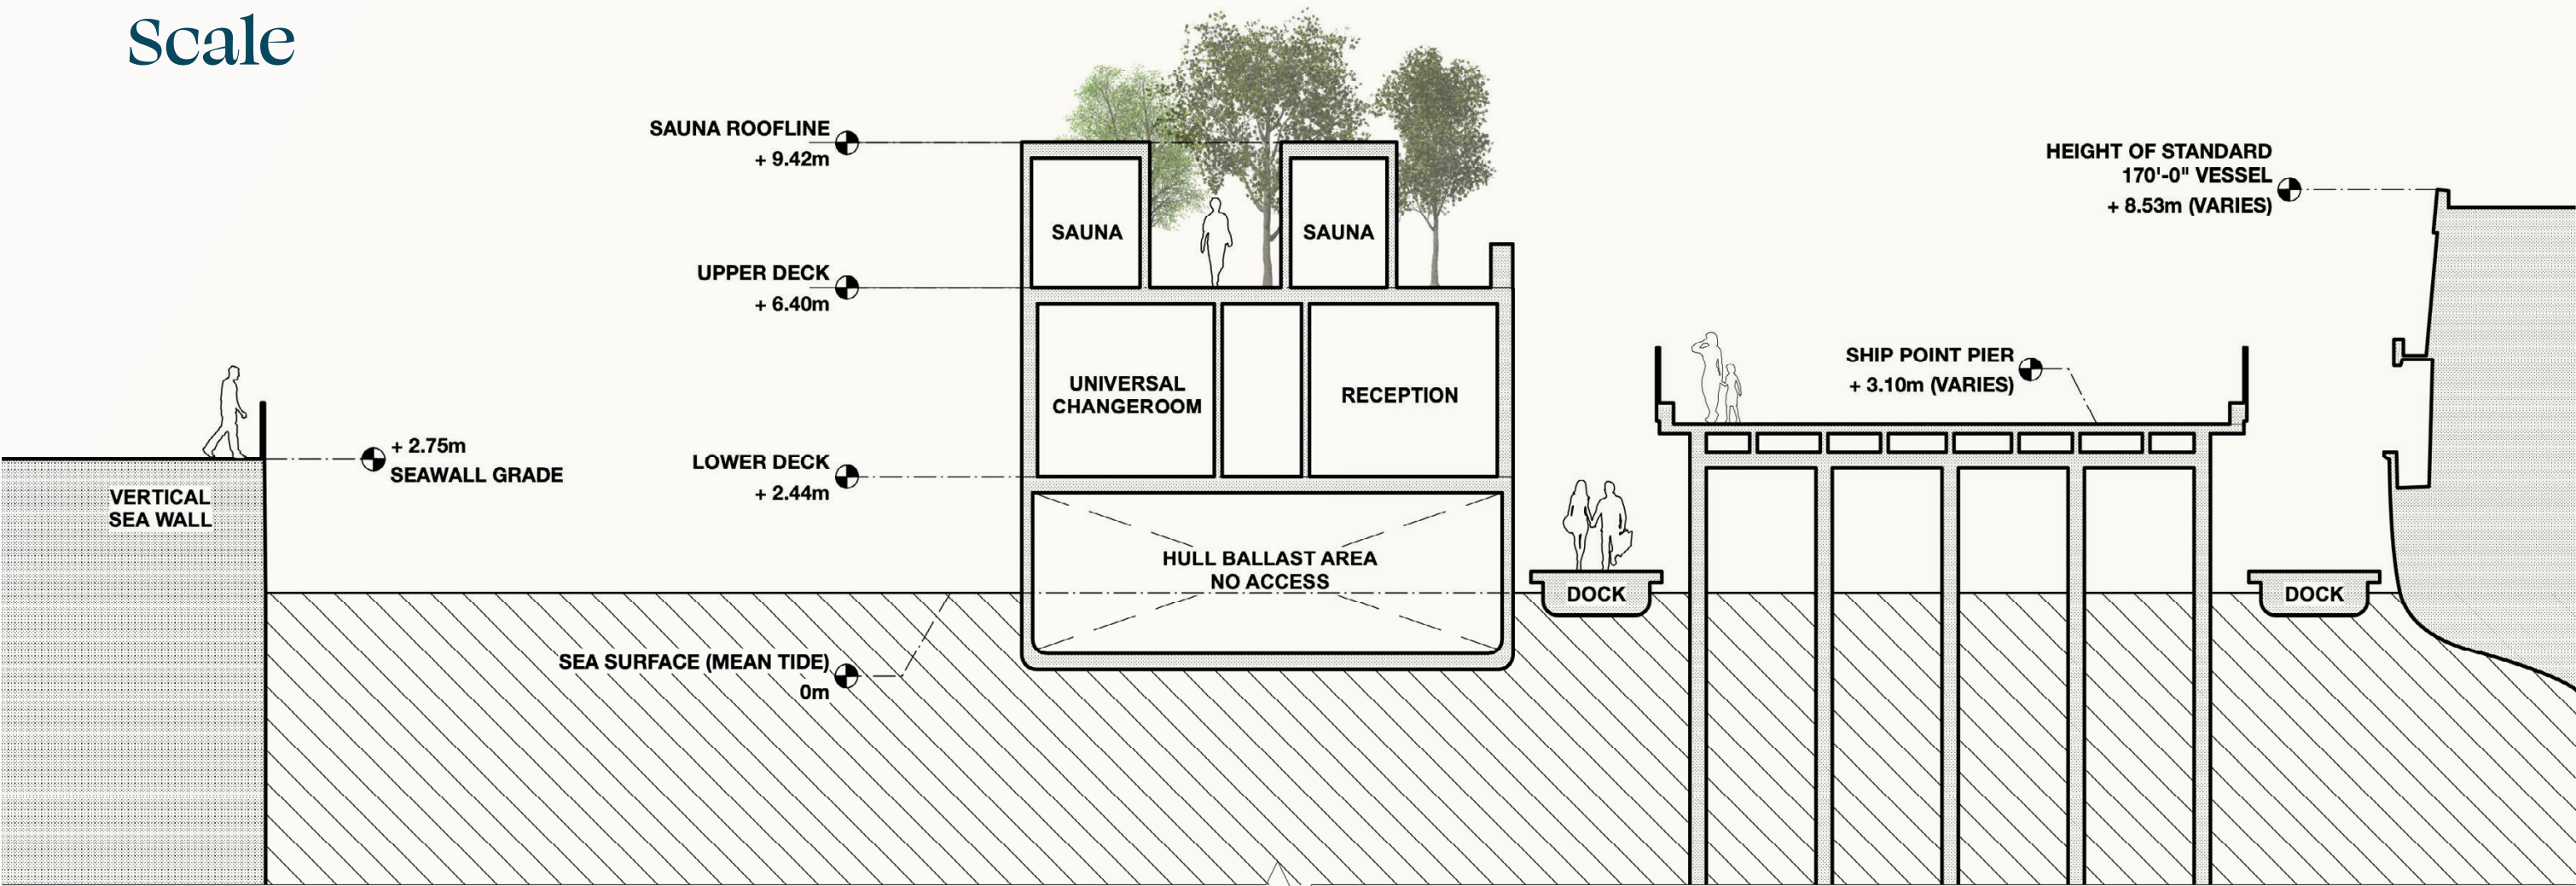 Scale
SAUNA ROOFLINE
+ 9.42m
HEIGHT OF STANDARD
170'-0" VESSEL
+ 8.53m (VARIES)
SAUNA
SAUNA
UPPER DECK
+ 6.40m
SHIP POINT PIER
+ 3.10m (VARIES)
UNIVERSAL
CHANGEROOM
RECEPTION
+ 2.75m
SEAWALL GRADE
LOWER DECK
+ 2.44m
VERTICAL
SEA WALL
HULL BALLAST AREA
NO ACCESS
DOCK
DOCK
SEA SURFACE (MEAN TIDE)
0m